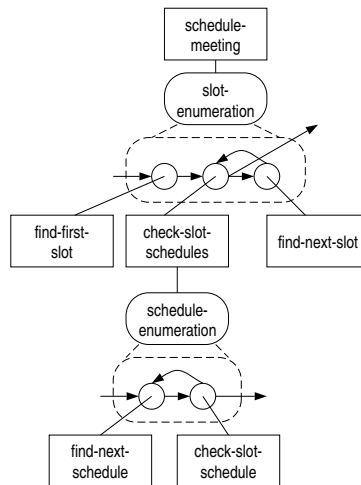 schedule-
meeting
slot-
enumeration
find-first-
slot
check-slot-
schedules
find-next-slot
schedule-
enumeration
find-next-
schedule
check-slot-
schedule